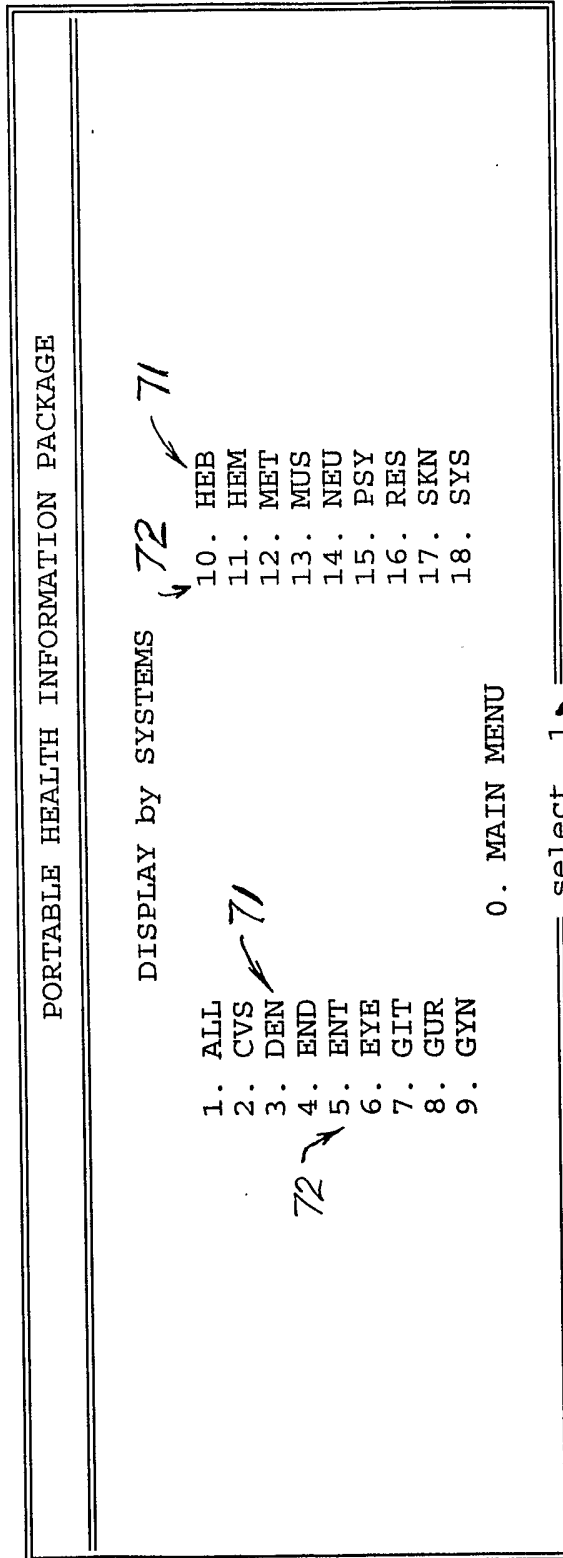 PORTABLE HEALTH INFORMATION PACKAGE
DISPLAY by SYSTEMS
72
71
1. ALL
2. CVS
3. DEN
4. END
5. ENT
6. EYE
7. GIT
8. GUR
9. GYN
72
71
10. HEB
11. HEM
12. MET
13. MUS
14. NEU
15. PSY
16. RES
17. SKN
18. SYS
0. MAIN MENU
select 1